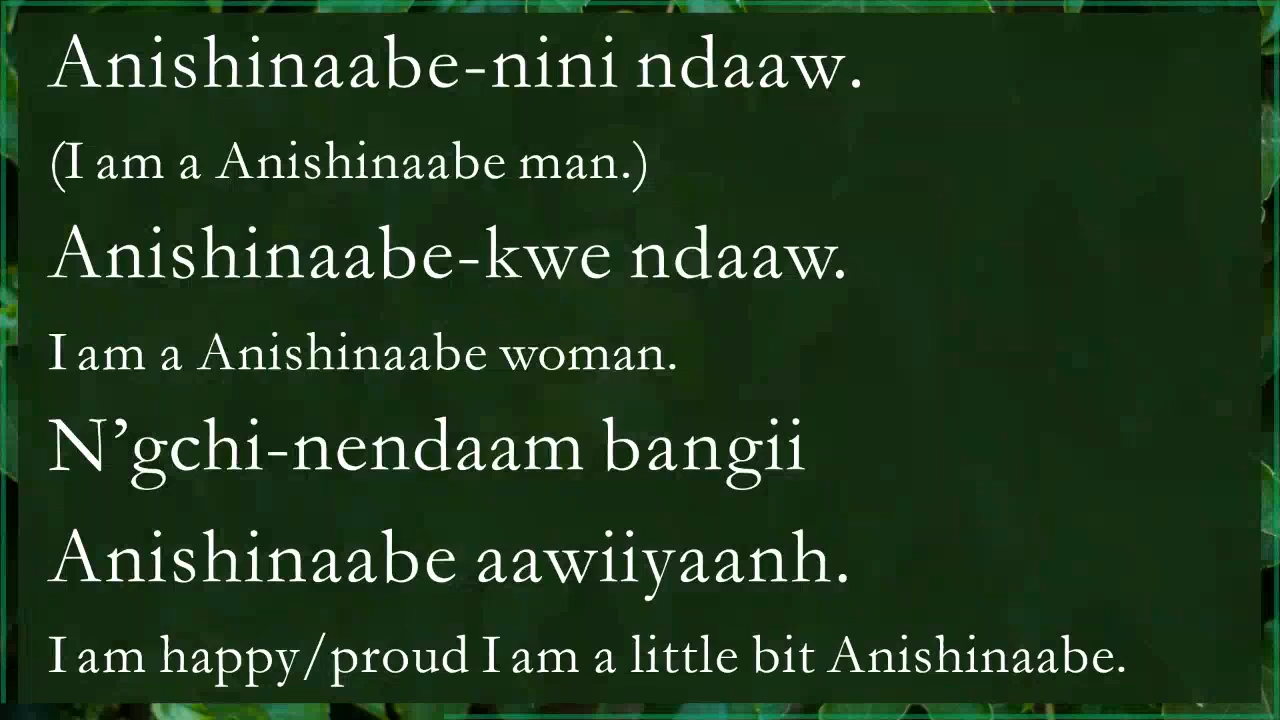 Anishinaabe-nini ndaaw.
(I am a Anishinaabe man.)
Anishinaabe-kwe ndaaw.
I am a Anishinaabe woman.
N’gchi-nendaam bangii
Anishinaabe aawiiyaanh.
I am happy/proud I am a little bit Anishinaabe.